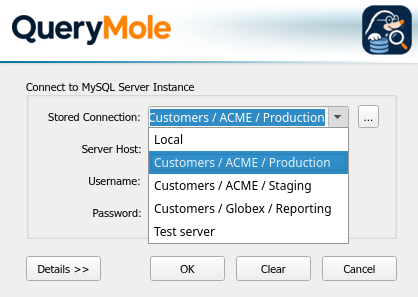 QueryMole
Connect to MySQL Server Instance
Stored Connection: Customers / ACME / Production ...
Local
Server Host:
Customers / ACME / Production
Username:
Customers / ACME / Staging
Password:
Customers / Globex / Reporting
Test server
Details >> OK Clear Cancel